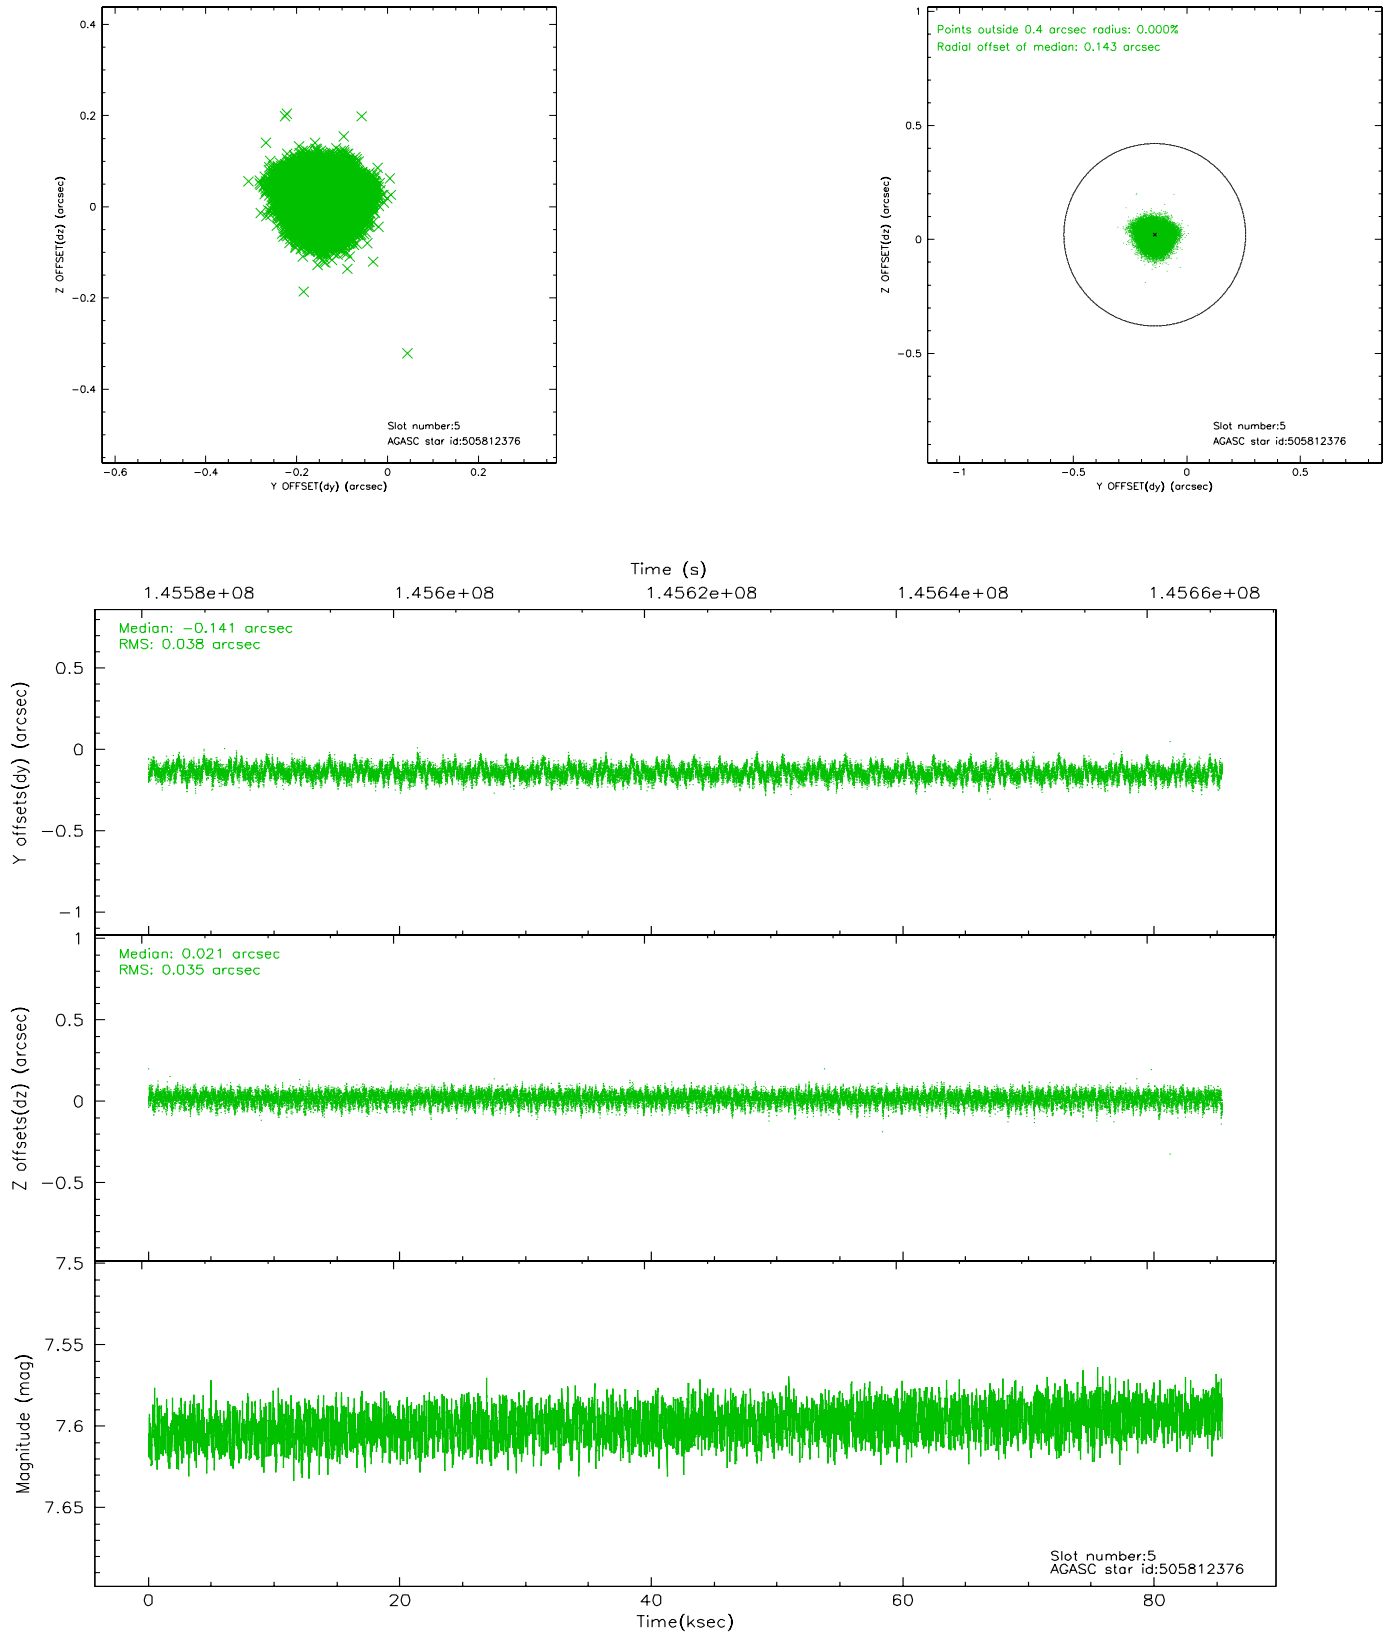 0.4
0.2
0
−0.2
−0.4
Z OFFSET(dz) (arcsec)
−0.6
−0.4
−0.2
0
0.2
Y OFFSET(dy) (arcsec)
Slot number:5
AGASC star id:505812376
Points outside 0.4 arcsec radius: 0.000%
Radial offset of median: 0.143 arcsec
1
0.5
0
−0.5
Z OFFSET(dz) (arcsec)
−1
−0.5
0
0.5
Y OFFSET(dy) (arcsec)
Slot number:5
AGASC star id:505812376
Time (s)
1.4558e+08
1.456e+08
1.4562e+08
1.4564e+08
1.4566e+08
Median: −0.141 arcsec
RMS: 0.038 arcsec
0.5
0
−0.5
−1
Y offsets(dy) (arcsec)
Median: 0.021 arcsec
RMS: 0.035 arcsec
1
0.5
0
−0.5
Z offsets(dz) (arcsec)
7.5
7.55
7.6
7.65
Magnitude (mag)
Slot number:5
AGASC star id:505812376
0
20
40
60
80
Time(ksec)